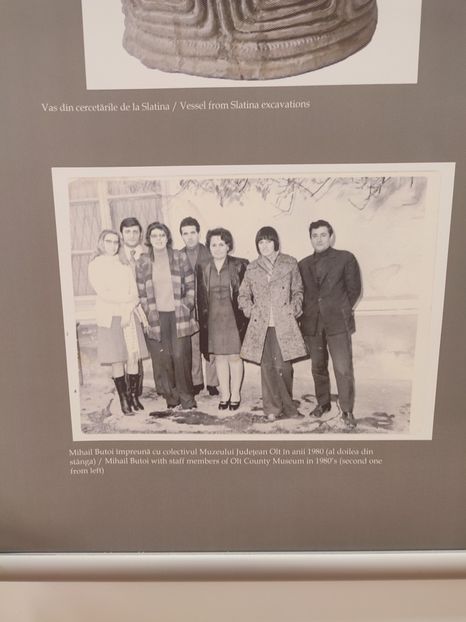 Vas din cercetările de la Slatina / Vessel from Slatina excavations
Mihail Butoi împreună cu colectivul Muzeului Județean Olt în anii 1980 (al doilea din
stânga) / Mihail Butoi with staff members of Olt County Museum in 1980's (second one
from left)